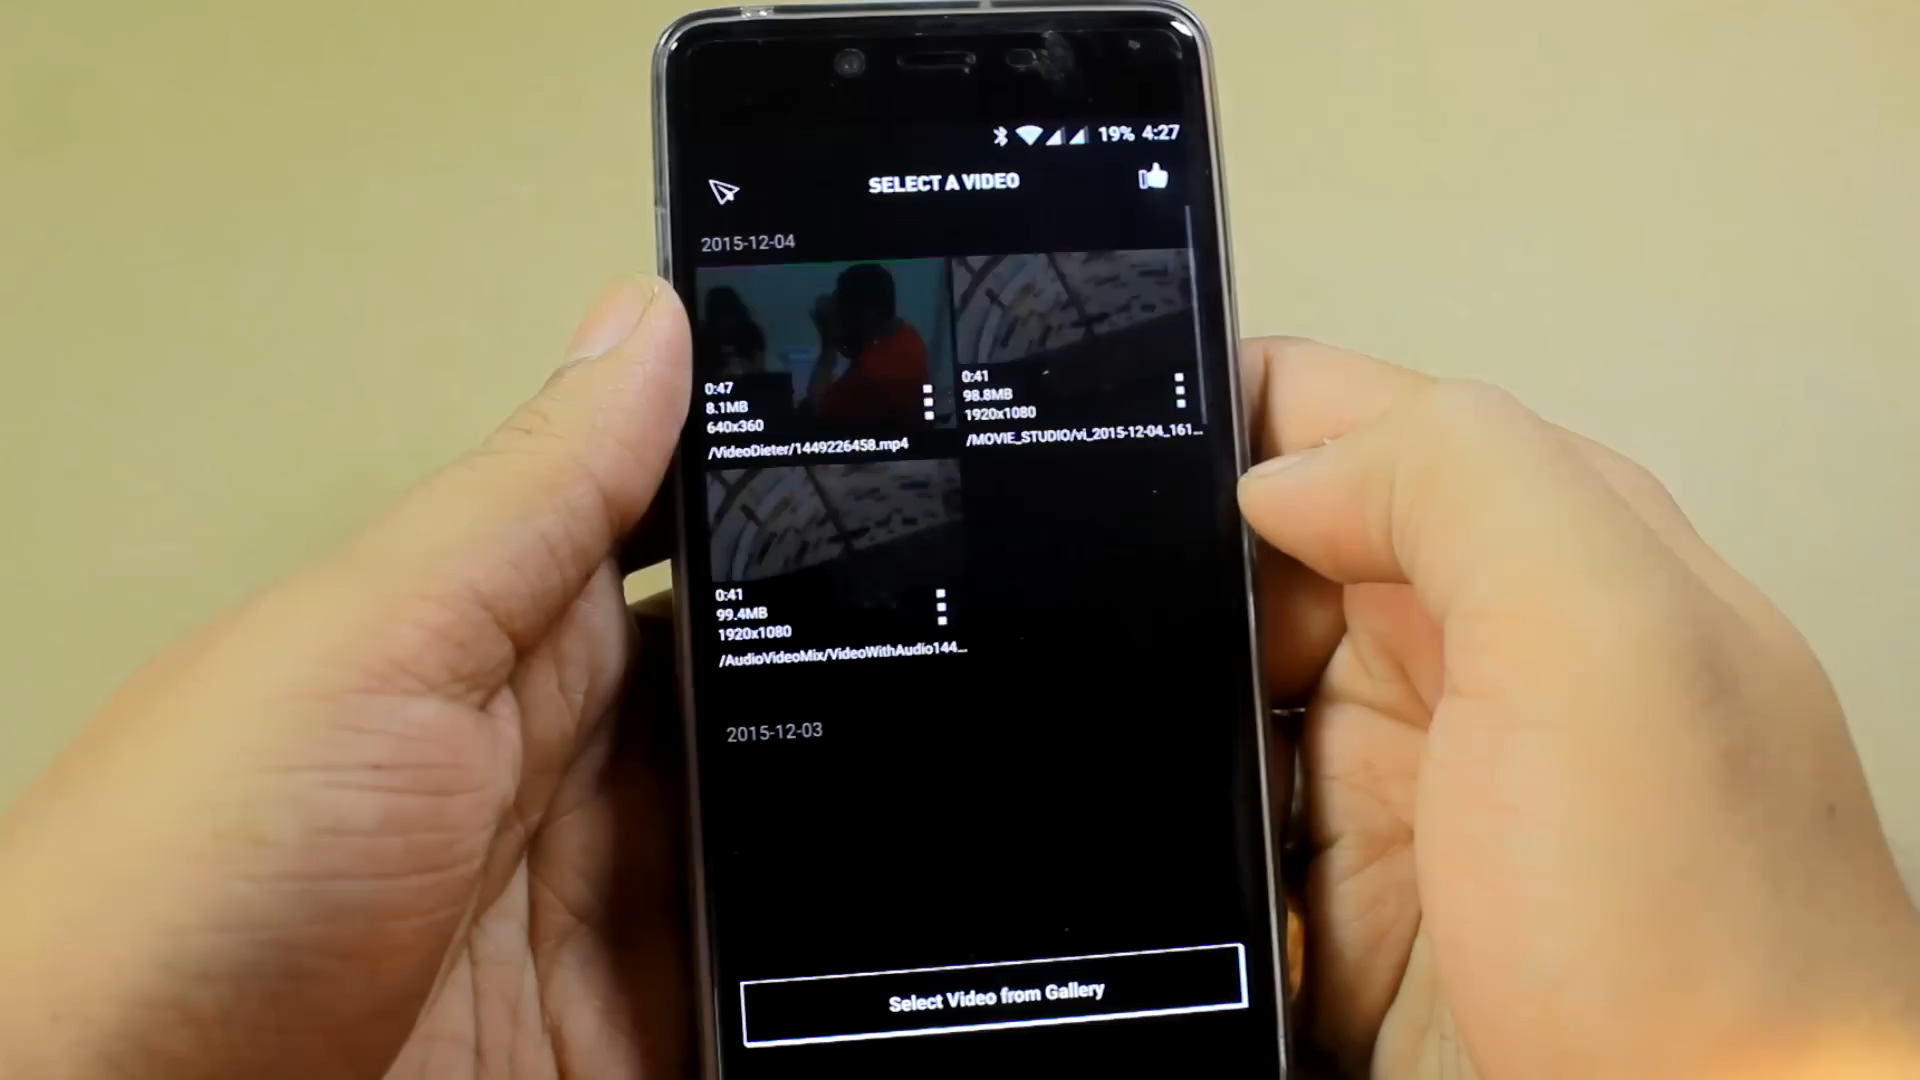 19% 4:27
SELECT A VIDEO
2015-12-04
0:47
8.1MB
640x360
/VideoDieter/1449226458.mp4
0:41
98.8MB
1920x1080
/MOVIE_STUDIO/vi_2015-12-04_161...
0:41
99.4MB
1920x1080
/AudioVideoMix/VideoWithAudio144...
2015-12-03
Select Video from Gallery